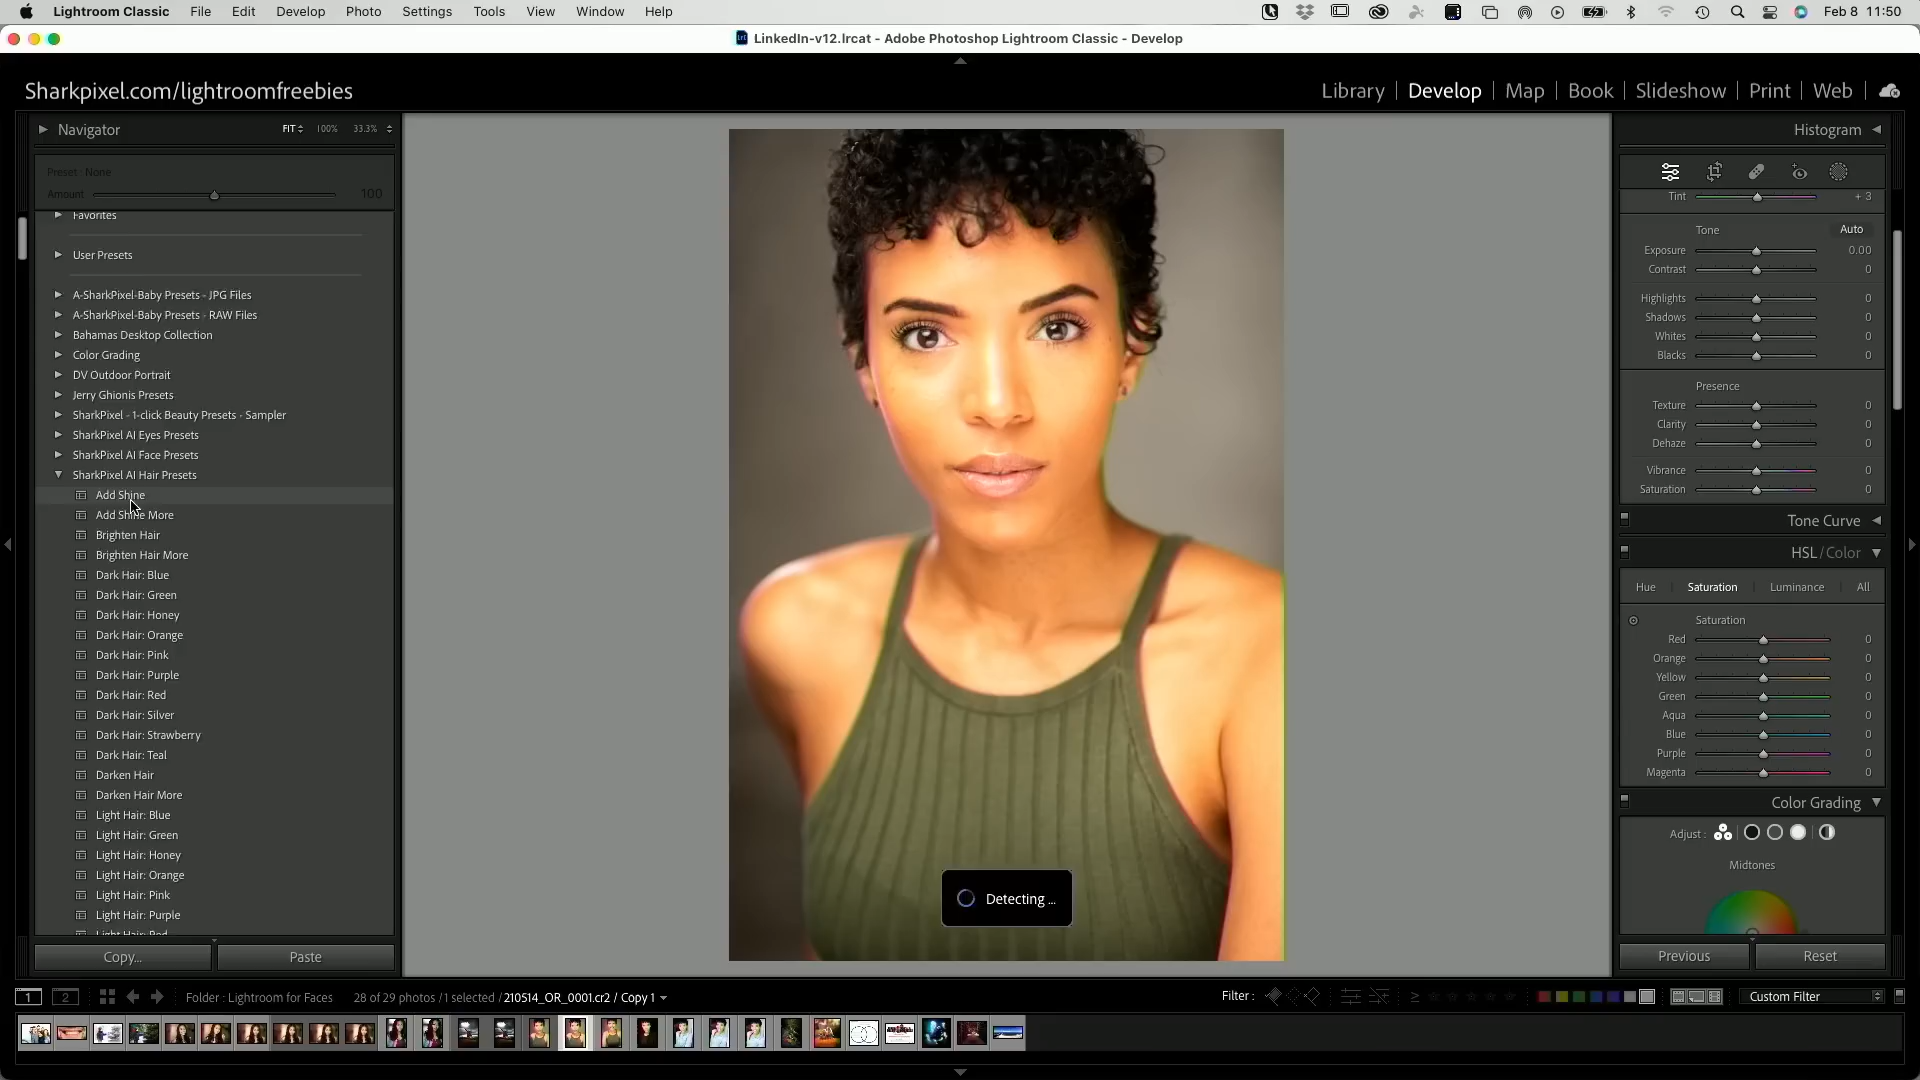 Lightroom Classic File Edit Develop Photo Settings Tools View Window Help Feb 8 11:50
LinkedIn-v12.lrcat - Adobe Photoshop Lightroom Classic - Develop
Sharkpixel.com/lightroomfreebies
Library | Develop | Map | Book | Slideshow | Print | Web
Navigator FIT 100% 33.3%
Preset : None
Amount 100
Favorites
User Presets
A-SharkPixel-Baby Presets - JPG Files
A-SharkPixel-Baby Presets - RAW Files
Bahamas Desktop Collection
Color Grading
DV Outdoor Portrait
Jerry Ghionis Presets
SharkPixel - 1-click Beauty Presets - Sampler
SharkPixel AI Eyes Presets
SharkPixel AI Face Presets
SharkPixel AI Hair Presets
Add Shine
Add Shine More
Brighten Hair
Brighten Hair More
Dark Hair: Blue
Dark Hair: Green
Dark Hair: Honey
Dark Hair: Orange
Dark Hair: Pink
Dark Hair: Purple
Dark Hair: Red
Dark Hair: Silver
Dark Hair: Strawberry
Dark Hair: Teal
Darken Hair
Darken Hair More
Light Hair: Blue
Light Hair: Green
Light Hair: Honey
Light Hair: Orange
Light Hair: Pink
Light Hair: Purple
Light Hair: Red
Copy... Paste
Detecting ...
Histogram
Tint + 3
Tone Auto
Exposure 0.00
Contrast 0
Highlights 0
Shadows 0
Whites 0
Blacks 0
Presence
Texture 0
Clarity 0
Dehaze 0
Vibrance 0
Saturation 0
Tone Curve
HSL / Color
Hue Saturation Luminance All
Saturation
Red 0
Orange 0
Yellow 0
Green 0
Aqua 0
Blue 0
Purple 0
Magenta 0
Color Grading
Adjust :
Midtones
Previous Reset
1 2 Folder : Lightroom for Faces 28 of 29 photos / 1 selected / 210514_OR_0001.cr2 / Copy 1 Filter : Custom Filter